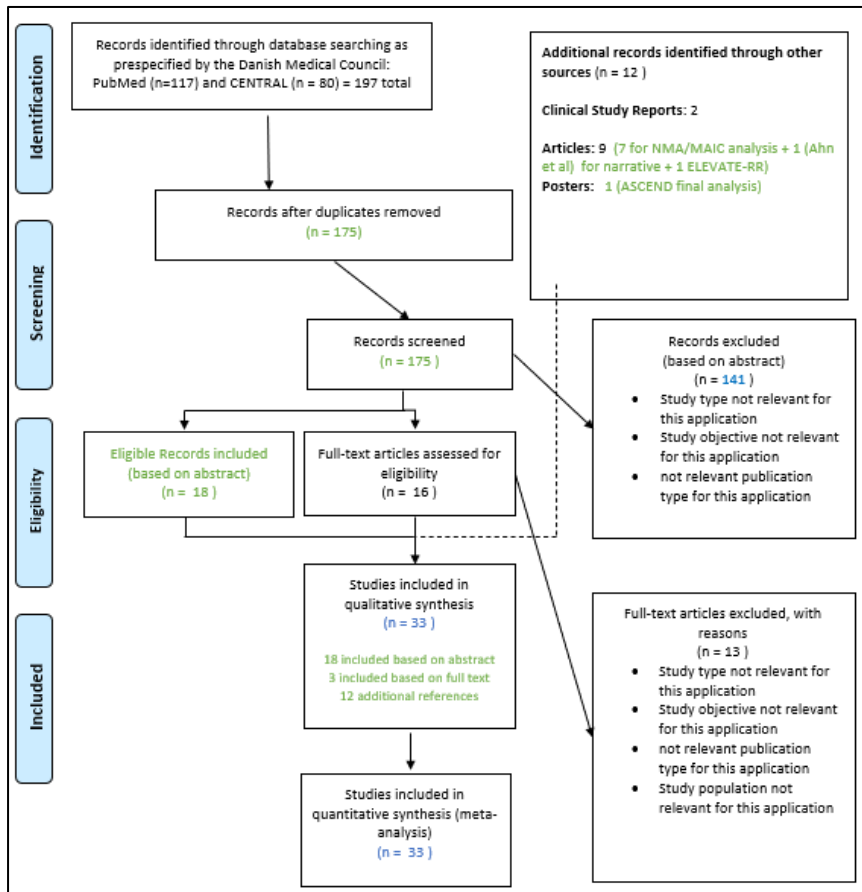 Identification
Records identified through database searching as
prespecified by the Danish Medical Council:
PubMed (n=117) and CENTRAL (n = 80) = 197 total
Additional records identified through other
sources (n = 12 )
Clinical Study Reports: 2
Articles: 9 (7 for NMA/MAIC analysis + 1 (Ahn
et al) for narrative + 1 ELEVATE-RR)
Posters: 1 (ASCEND final analysis)
Records after duplicates removed
(n = 175)
Screening
Records screened
(n = 175 )
Records excluded
(based on abstract)
(n = 141 )
• Study type not relevant for
this application
• Study objective not relevant
for this application
• not relevant publication
type for this application
Eligibility
Eligible Records included
(based on abstract)
(n = 18 )
Full-text articles assessed for
eligibility
(n = 16 )
Full-text articles excluded, with
reasons
(n = 13 )
• Study type not relevant for
this application
• Study objective not relevant
for this application
• not relevant publication
type for this application
• Study population not
relevant for this application
Included
Studies included in
qualitative synthesis
(n = 33 )
18 included based on abstract
3 included based on full text
12 additional references
Studies included in
quantitative synthesis (meta-
analysis)
(n = 33 )